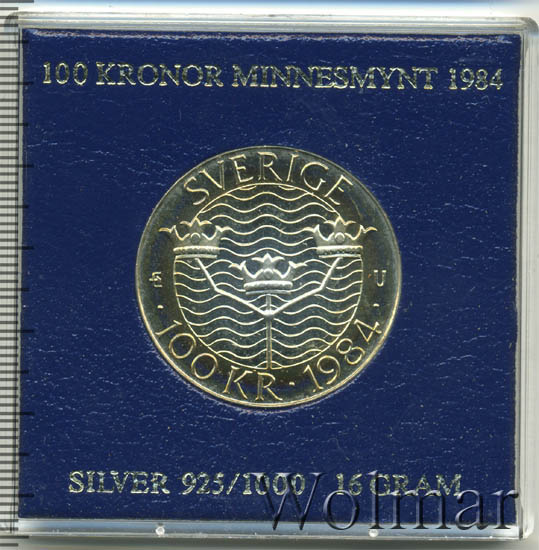 100 KRONOR MINNESMYNT 1984
SVERIGE
U
· 100 KR · 1984 ·
SILVER 925/1000 16 GRAM
Wolmar